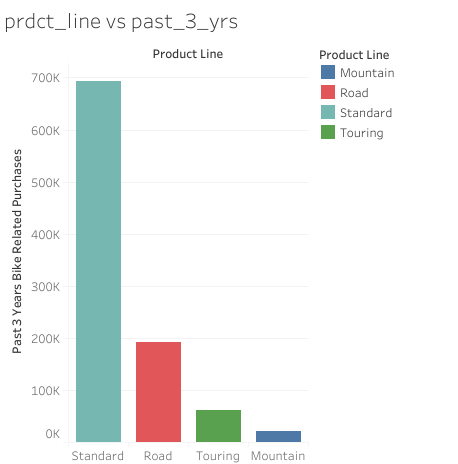 prdct_line vs past_3_yrs
Product Line
Product Line
Mountain
Road
Standard
Touring
Past 3 Years Bike Related Purchases
700K
600K
500K
400K
300K
200K
100K
0K
Standard Road Touring Mountain